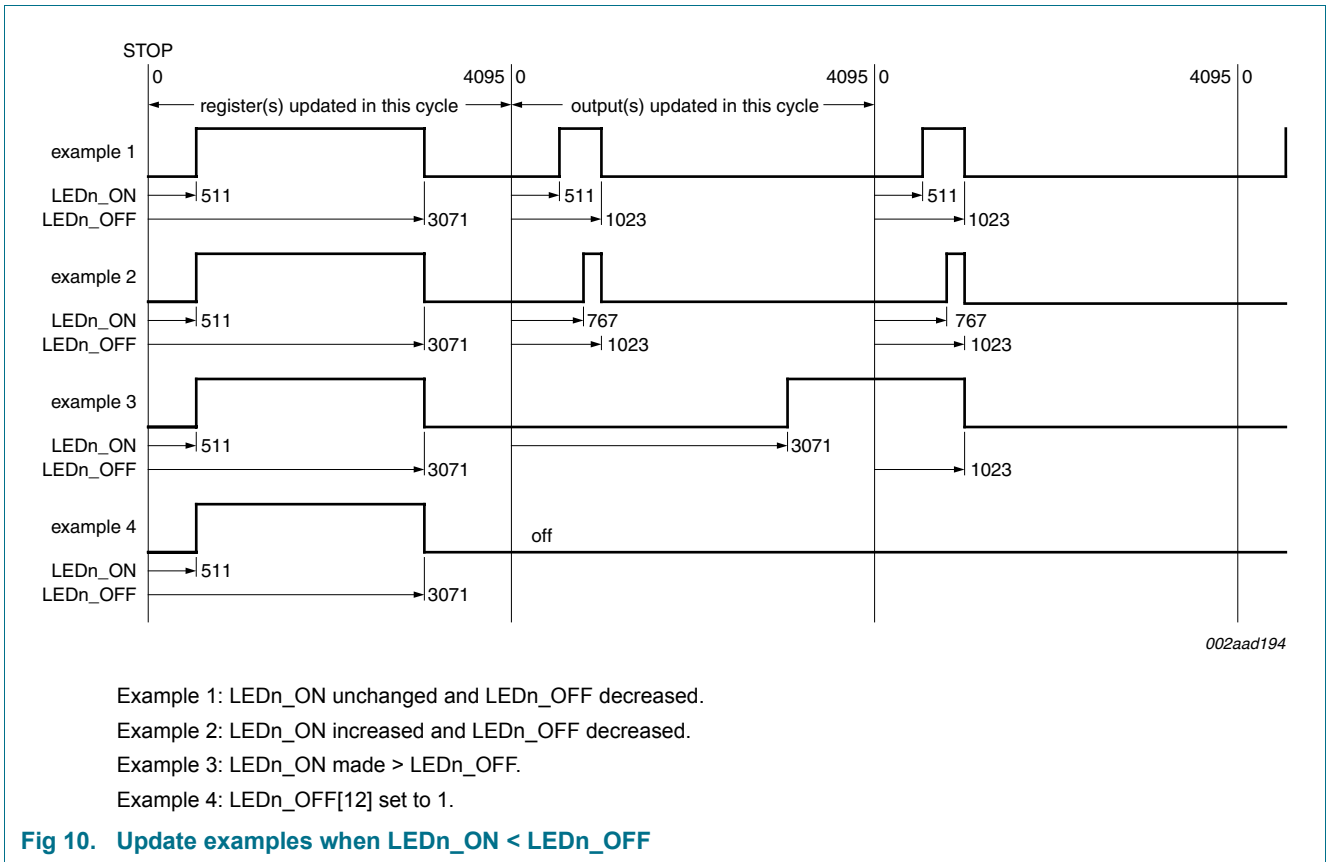 STOP
0 4095 0 4095 0 4095 0
register(s) updated in this cycle output(s) updated in this cycle
example 1
LEDn_ON 511 511 511
LEDn_OFF 3071 1023 1023
example 2
LEDn_ON 511 767 767
LEDn_OFF 3071 1023 1023
example 3
LEDn_ON 511 3071
LEDn_OFF 3071 1023
example 4 off
LEDn_ON 511
LEDn_OFF 3071
002aad194
Example 1: LEDn_ON unchanged and LEDn_OFF decreased.
Example 2: LEDn_ON increased and LEDn_OFF decreased.
Example 3: LEDn_ON made > LEDn_OFF.
Example 4: LEDn_OFF[12] set to 1.
Fig 10. Update examples when LEDn_ON < LEDn_OFF